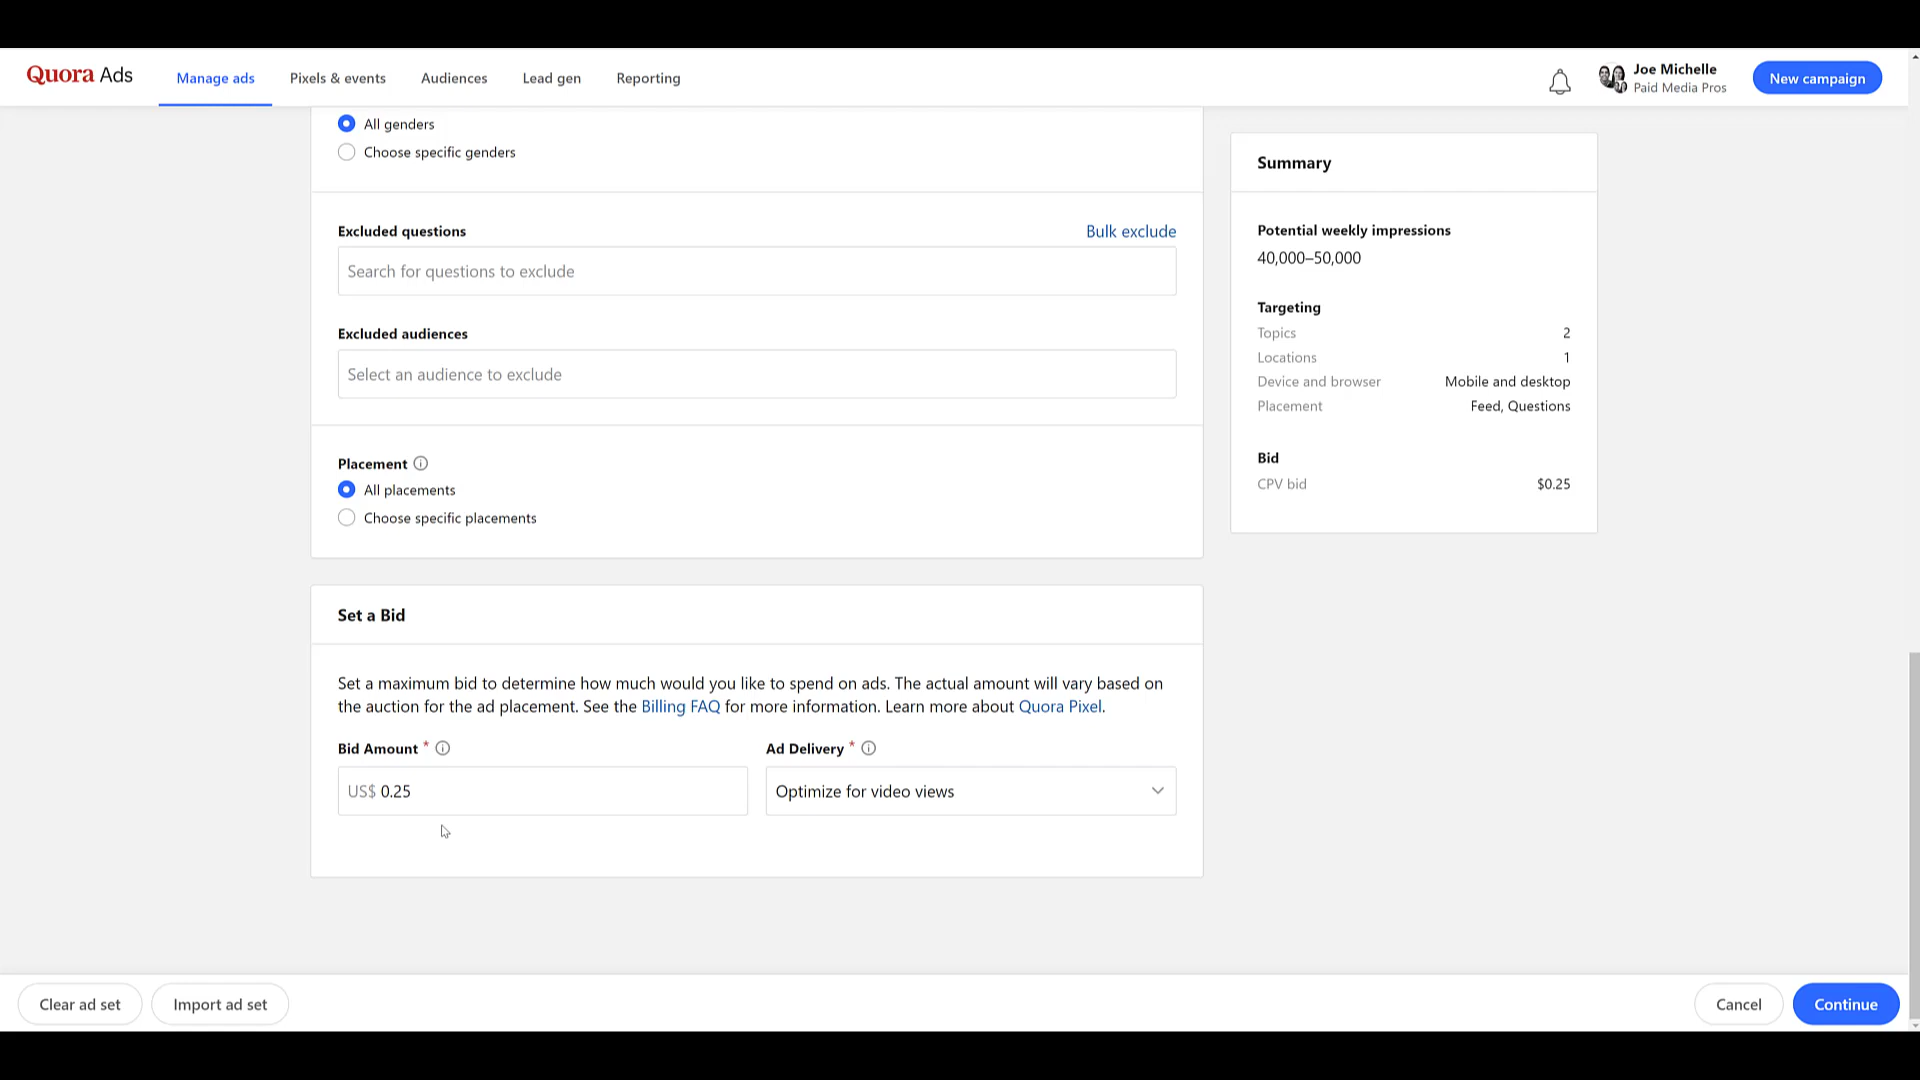 Quora Ads
Manage ads
Pixels & events
Audiences
Lead gen
Reporting
Joe Michelle
Paid Media Pros
New campaign
All genders
Choose specific genders
Excluded questions
Bulk exclude
Search for questions to exclude
Excluded audiences
Select an audience to exclude
Placement
All placements
Choose specific placements
Set a Bid
Set a maximum bid to determine how much would you like to spend on ads. The actual amount will vary based on
the auction for the ad placement. See the Billing FAQ for more information. Learn more about Quora Pixel.
Bid Amount *
US$ 0.25
Ad Delivery *
Optimize for video views
Summary
Potential weekly impressions
40,000–50,000
Targeting
Topics 2
Locations 1
Device and browser Mobile and desktop
Placement Feed, Questions
Bid
CPV bid $0.25
Clear ad set
Import ad set
Cancel
Continue